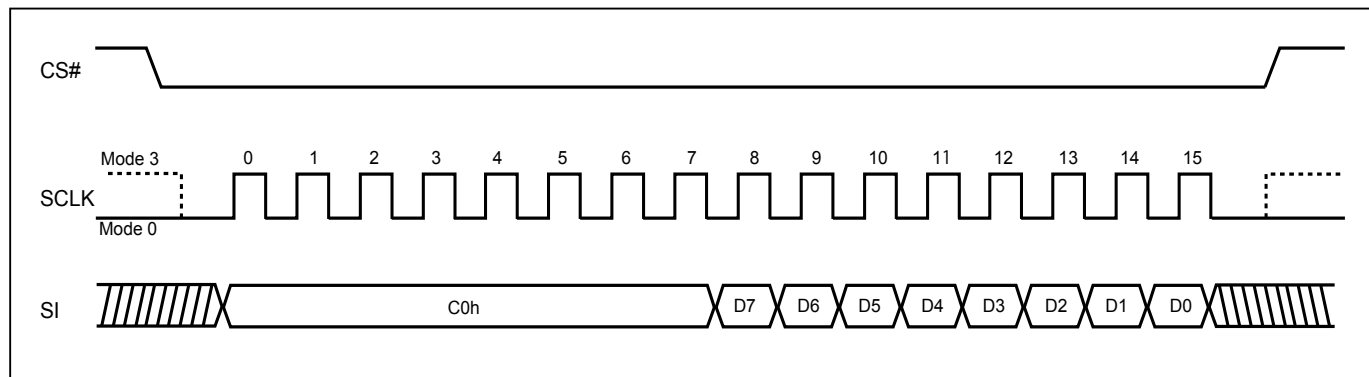 CS#
Mode 3 0 1 2 3 4 5 6 7 8 9 10 11 12 13 14 15
SCLK
Mode 0
SI C0h D7 D6 D5 D4 D3 D2 D1 D0